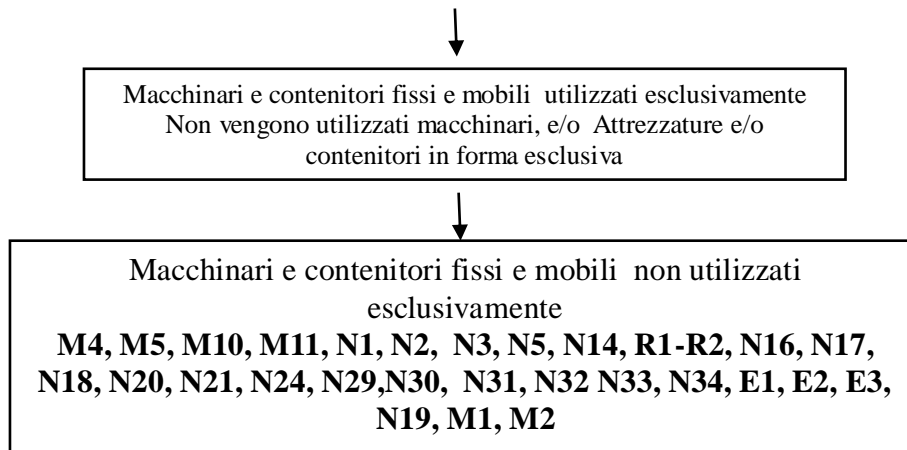 Macchinari e contenitori fissi e mobili  utilizzati esclusivamente
Non vengono utilizzati macchinari, e/o  Attrezzature e/o
contenitori in forma esclusiva
Macchinari e contenitori fissi e mobili  non utilizzati
esclusivamente
M4, M5, M10, M11, N1, N2,  N3, N5, N14, R1-R2, N16, N17,
N18, N20, N21, N24, N29,N30,  N31, N32 N33, N34, E1, E2, E3,
N19, M1, M2